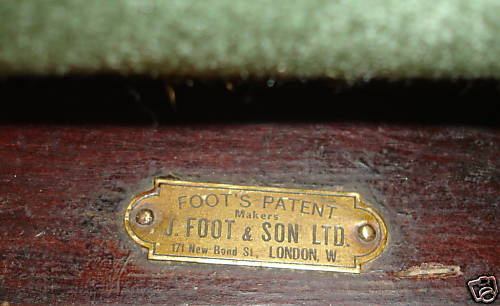 FOOT'S PATENT
Makers
J. FOOT & SON LTD.
171 New Bond St., LONDON, W.